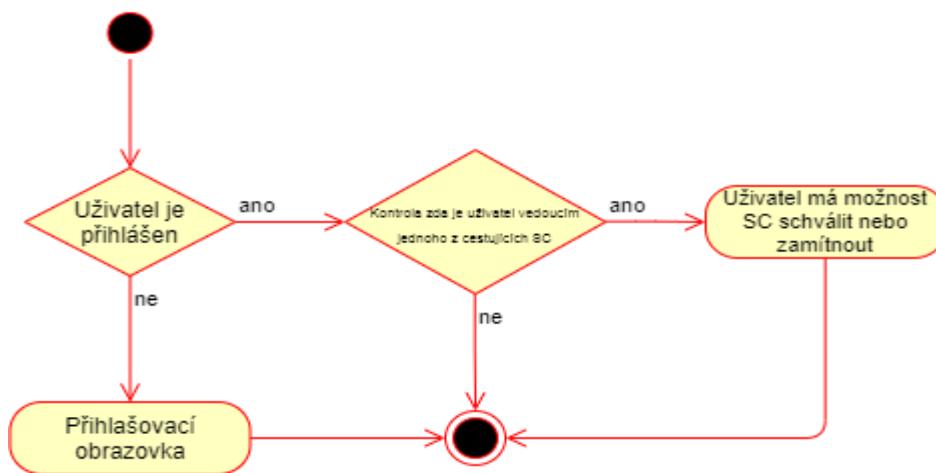 Uživatel je
přihlášen
ano
Kontrola zda je uživatel vedoucím
jednoho z cestujících SC
ano
Uživatel má možnost
SC schválit nebo
zamítnout
ne
ne
Přihlašovací
obrazovka